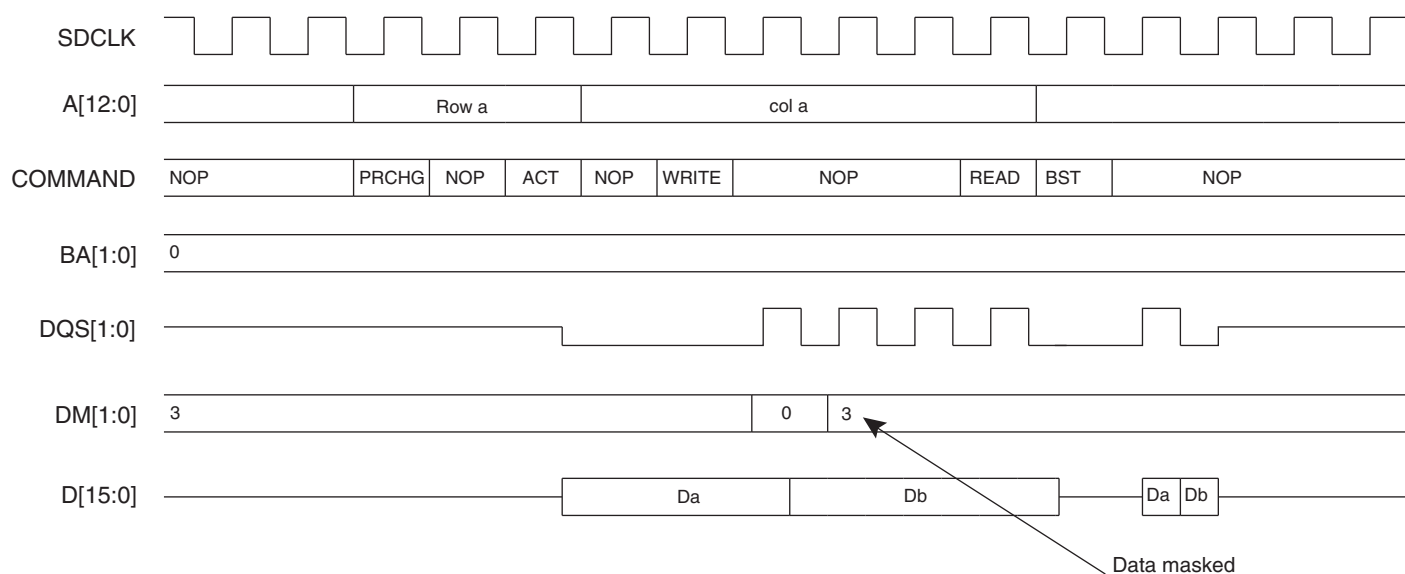 SDCLK
A[12:0] Row a col a
COMMAND NOP PRCHG NOP ACT NOP WRITE NOP READ BST NOP
BA[1:0] 0
DQS[1:0]
DM[1:0] 3 0 3
D[15:0] Da Db Da Db
Data masked